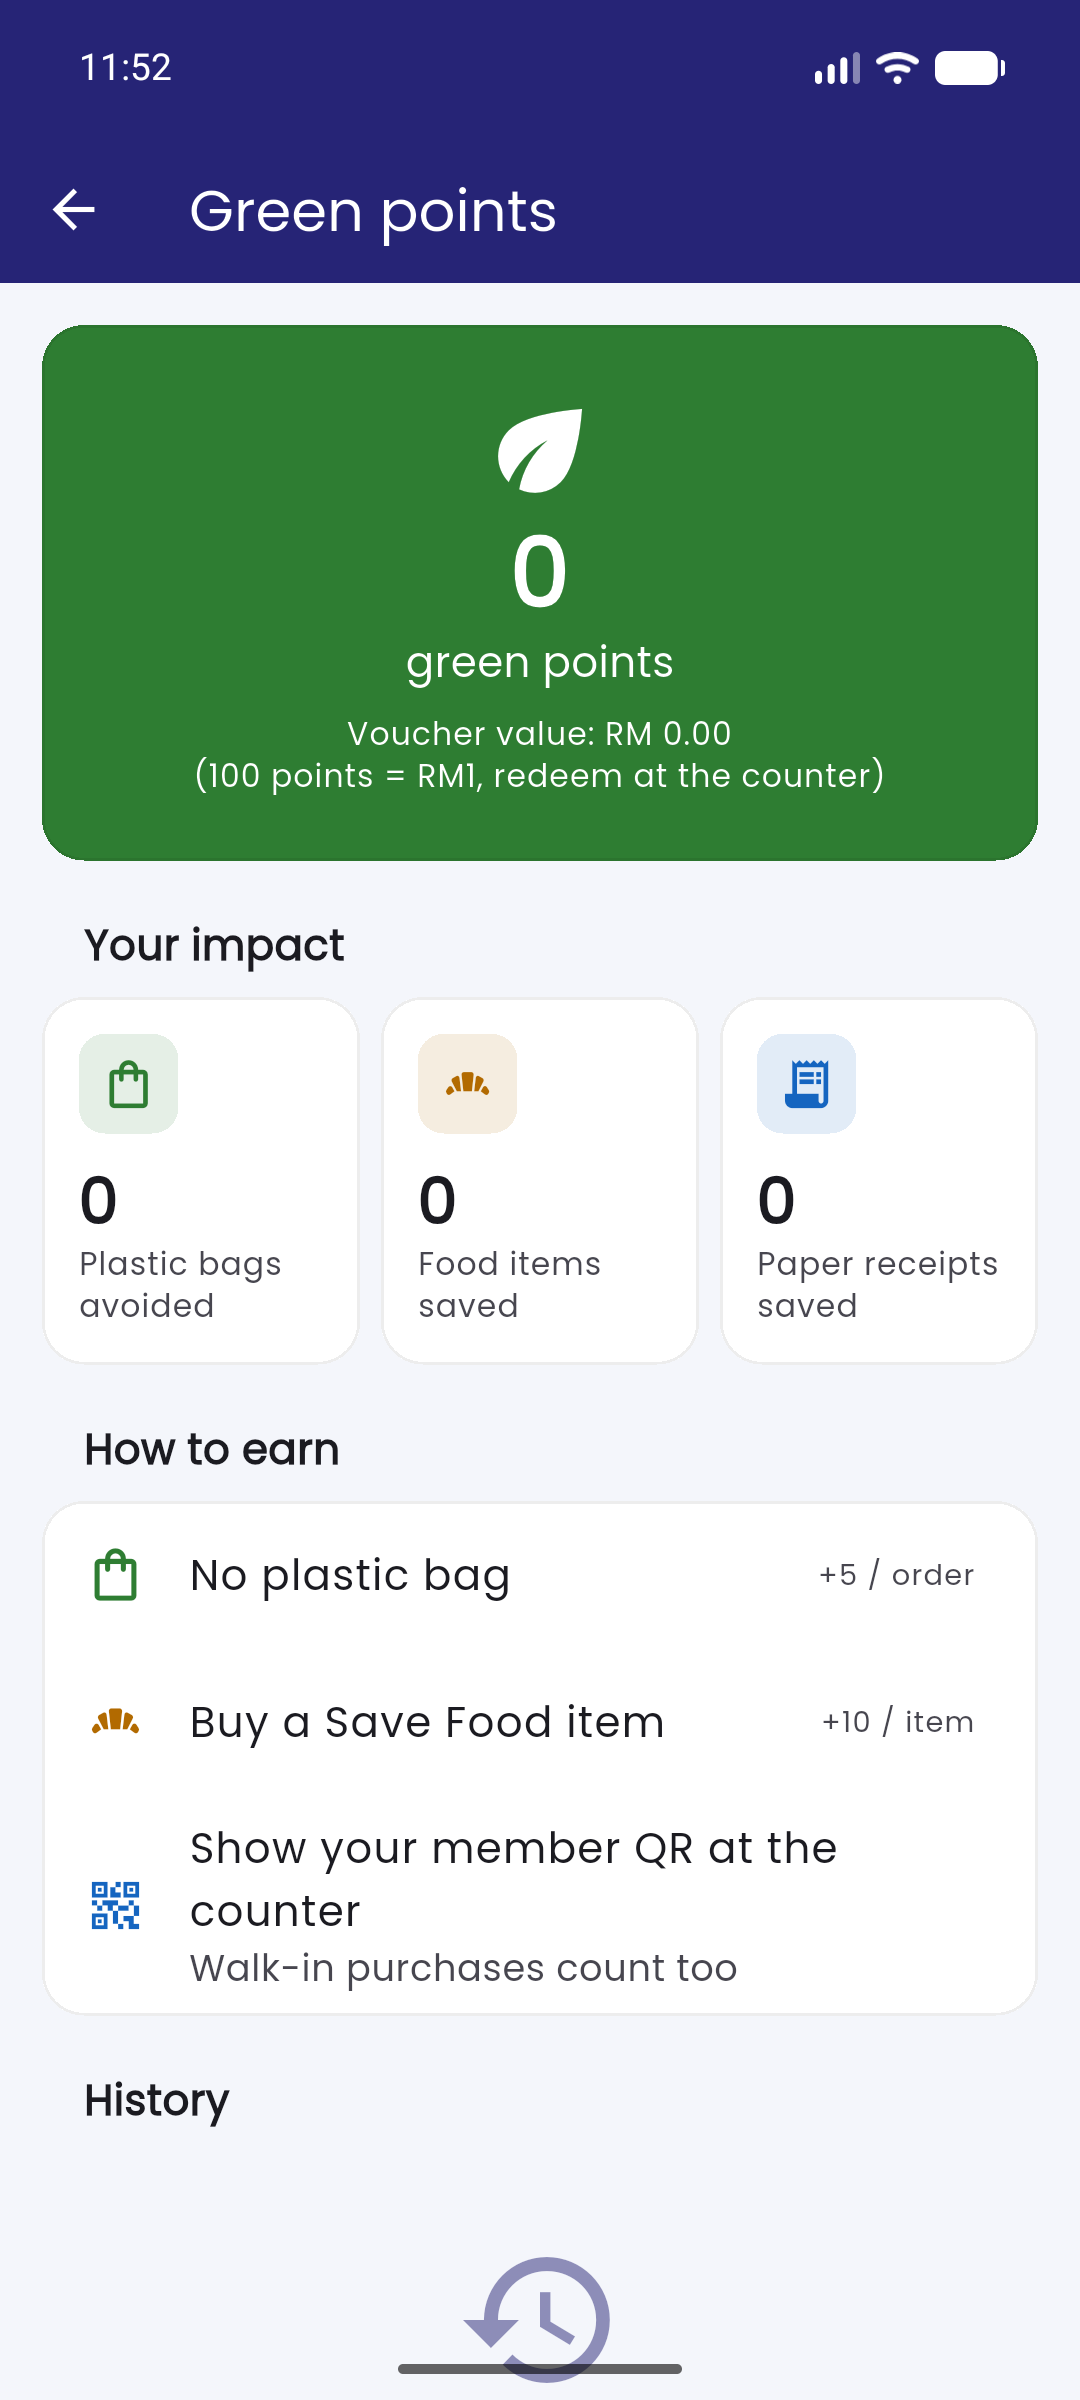 11:52
Green points
0
green points
Voucher value: RM 0.00
(100 points = RM1, redeem at the counter)
Your impact
0
Plastic bags
avoided
0
Food items
saved
0
Paper receipts
saved
How to earn
No plastic bag
+5 / order
Buy a Save Food item
+10 / item
Show your member QR at the
counter
Walk-in purchases count too
History